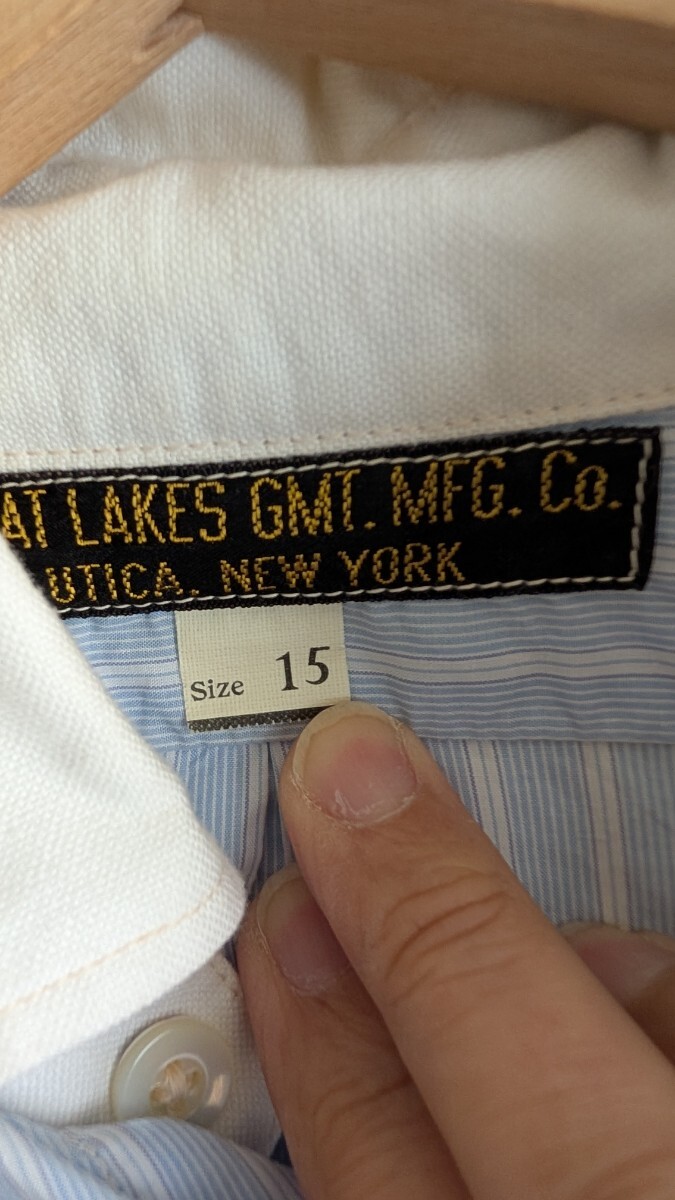 AT LAKES GMT. MFG. Co.
UTICA, NEW YORK
Size 15